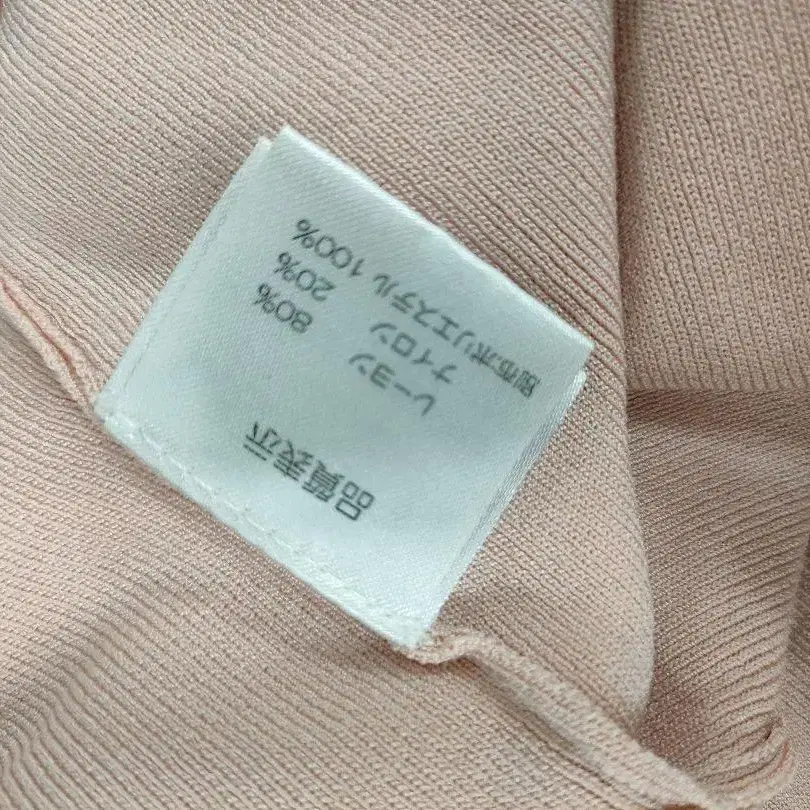 品質表示
レーヨン 80%
ナイロン 20%
別布:ポリエステル 100%